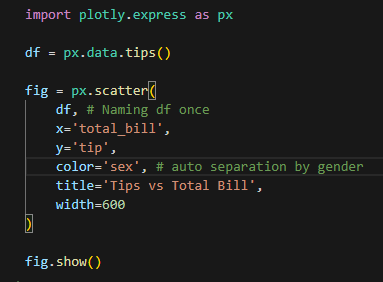 import plotly.express as px
df = px.data.tips()
fig = px.scatter(
    df, # Naming df once
    x='total_bill',
    y='tip',
    color='sex', # auto separation by gender
    title='Tips vs Total Bill',
    width=600
)
fig.show()